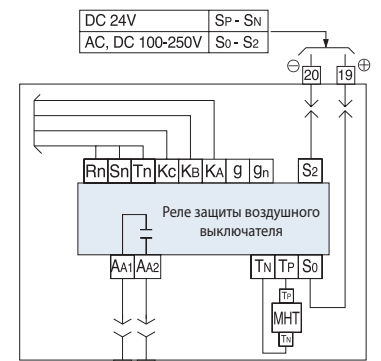 DC 24V SP - SN
AC, DC 100-250V S0 - S2
⊖ ⊕
20 19
Rn Sn Tn Kc KB KA g gn S2
Реле защиты воздушного
выключателя
AA1 AA2 TN TP S0
TP
МНТ
TN